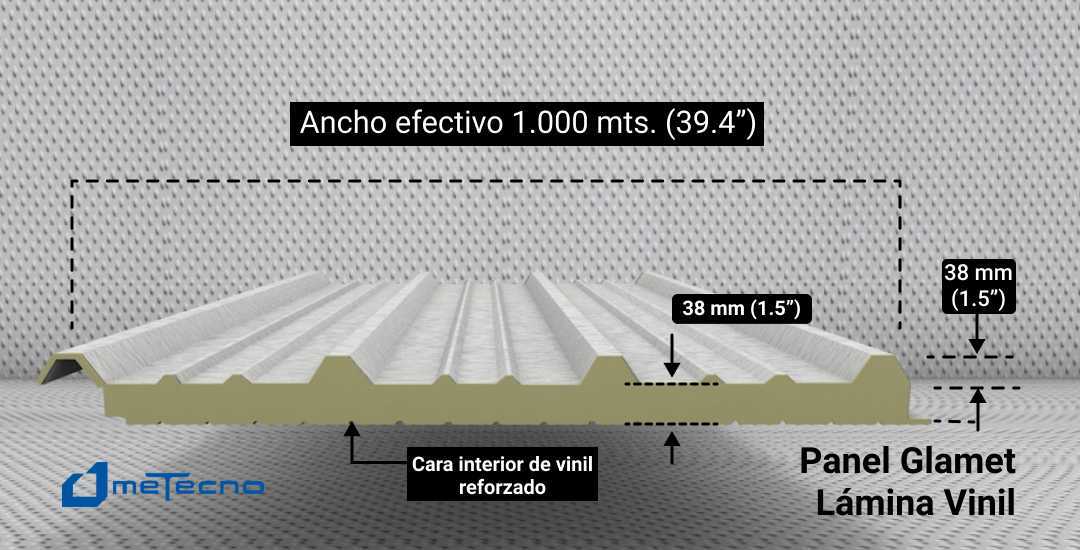 Ancho efectivo 1.000 mts. (39.4”)
38 mm
(1.5”)
38 mm (1.5”)
Cara interior de vinil
reforzado
meTecno
Panel Glamet
Lámina Vinil